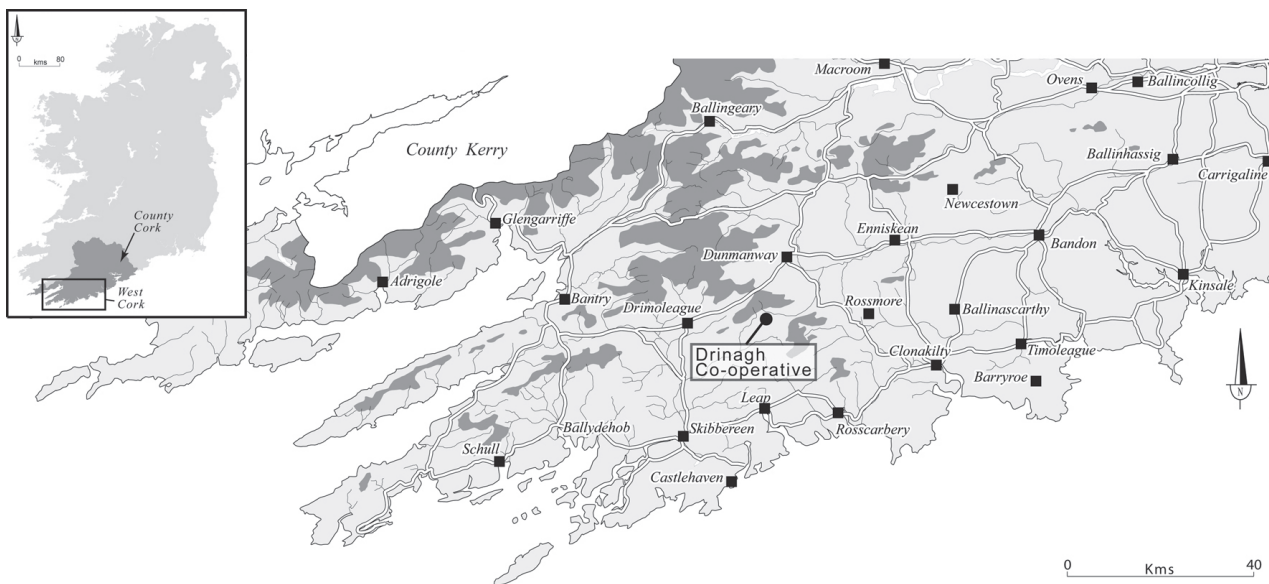 N
0 kms 80
County
Cork
West
Cork
Macroom
Ovens
Ballincollig
Ballingeary
County Kerry
Ballinhassig
Carrigaline
Newcestown
Glengarriffe
Enniskean
Bandon
Dunmanway
Adrigole
Kinsale
Bantry
Drimoleague
Rossmore
Ballinascarthy
Drinagh
Co-operative
Clonakilty
Timoleague
Barryroe
Leap
Rosscarbery
Ballydehob
Skibbereen
Schull
Castlehaven
N
0 Kms 40